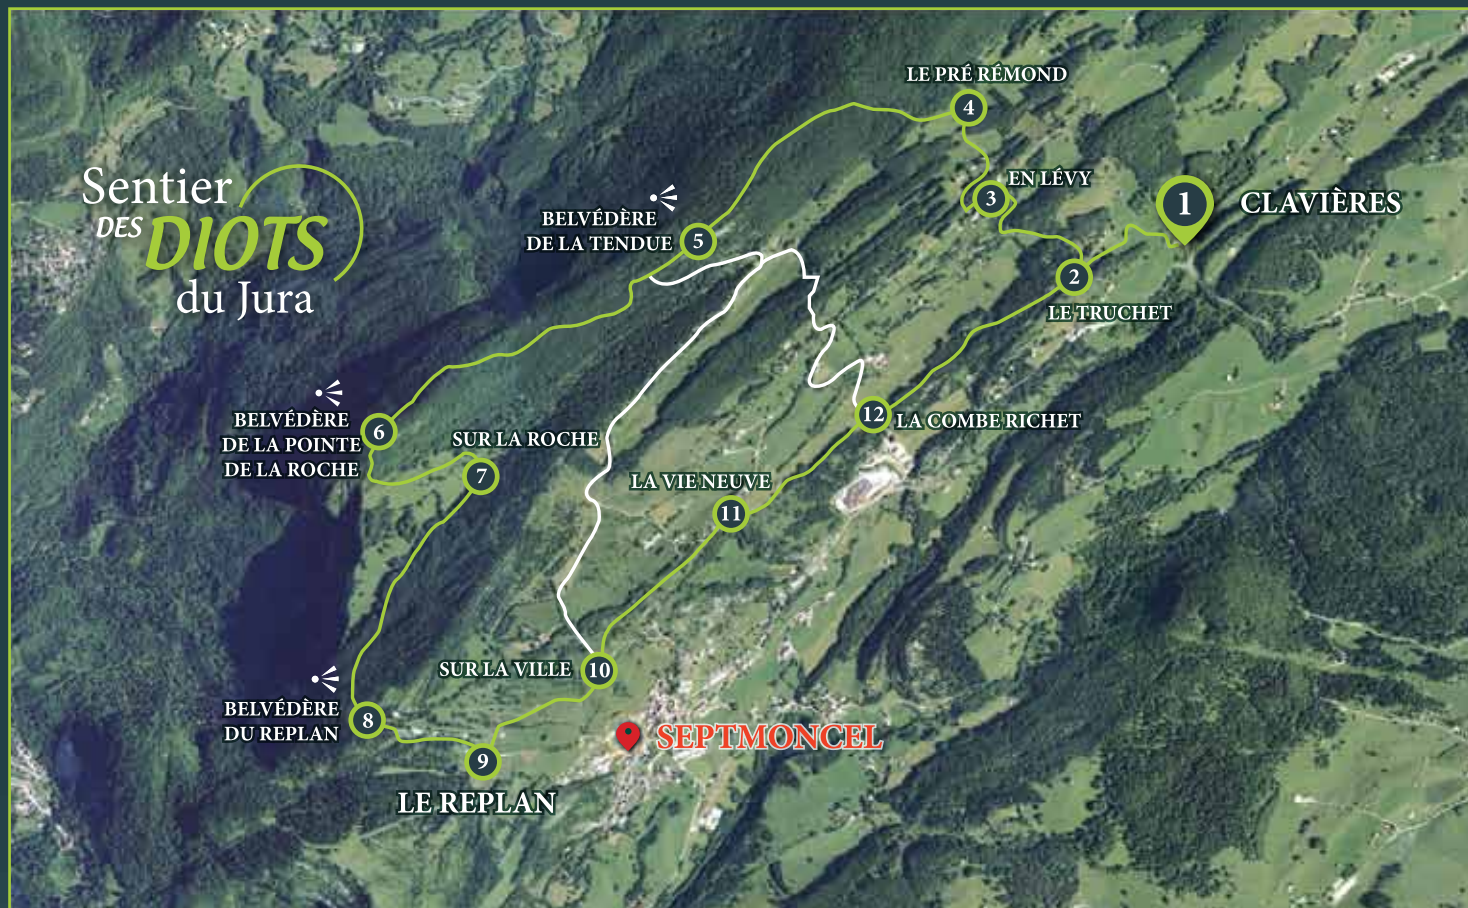 Sentier
DES DIOTS
du Jura
LE PRÉ RÉMOND
4
EN LÉVY
3
1
CLAVIÈRES
2
LE TRUCHET
BELVÉDÈRE
DE LA TENDUE
5
BELVÉDÈRE
DE LA POINTE
DE LA ROCHE
6
SUR LA ROCHE
7
12
LA COMBE RICHET
LA VIE NEUVE
11
SUR LA VILLE
10
BELVÉDÈRE
DU REPLAN
8
9
LE REPLAN
SEPTMONCEL